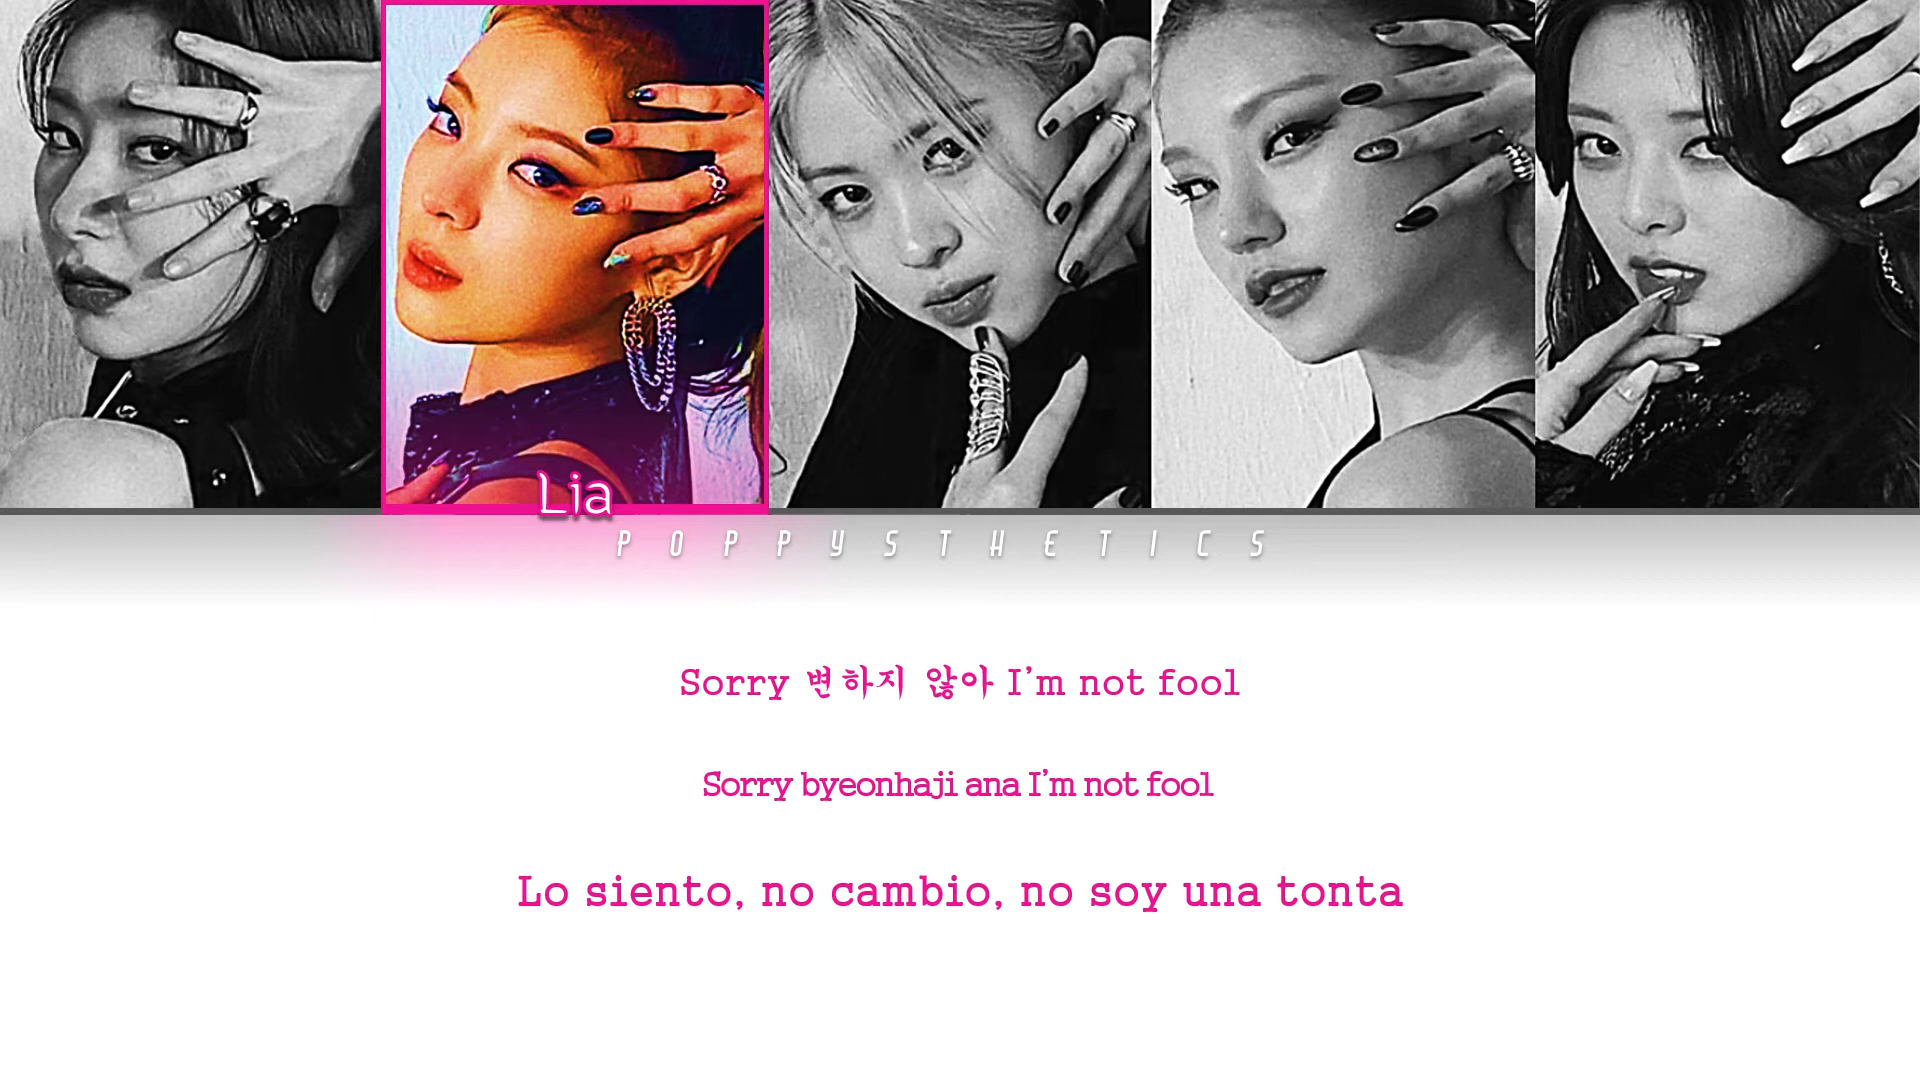 Lia
POPPYSTHETICS
Sorry 변하지 않아 I'm not fool
Sorry byeonhaji ana I'm not fool
Lo siento, no cambio, no soy una tonta